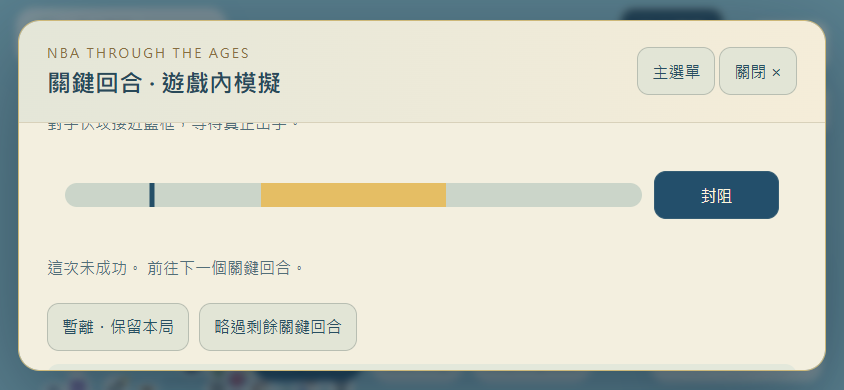 NBA THROUGH THE AGES
關鍵回合 · 遊戲內模擬
主選單
關閉 ×
封阻
這次未成功。 前往下一個關鍵回合。
暫離 · 保留本局
略過剩餘關鍵回合